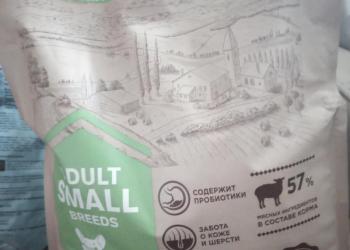 DULT
SMALL
BREEDS
СОДЕРЖИТ
ПРОБИОТИКИ
57%
МЯСНЫХ ИНГРЕДИЕНТОВ
В СОСТАВЕ КОРМА
ЗАБОТА
О КОЖЕ
И ШЕРСТИ